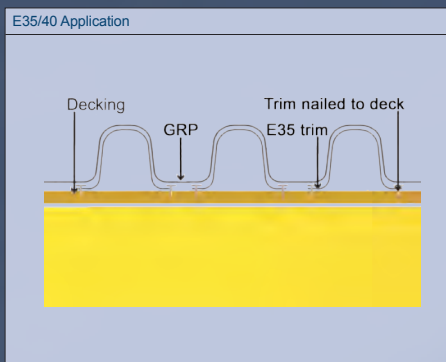 E35/40 Application
Decking
Trim nailed to deck
GRP
E35 trim